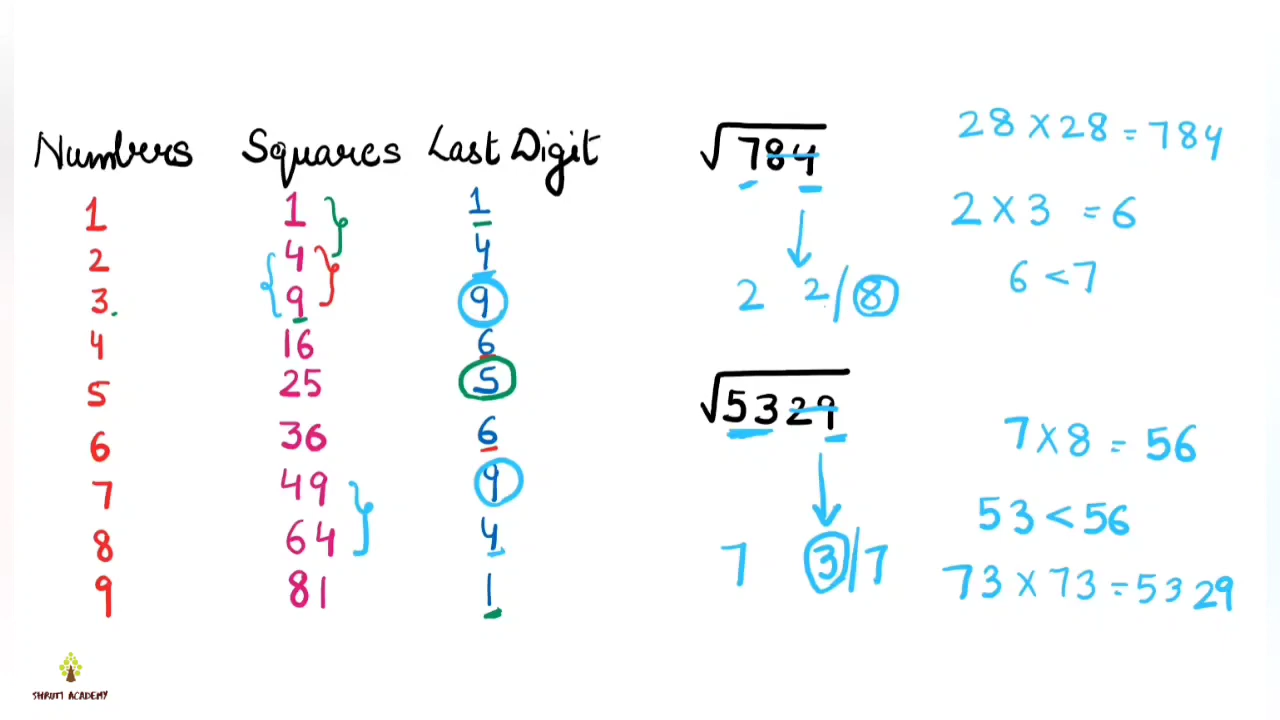 Numbers Squares Last Digit
1 1 1
2 4 4
3. 9 9
4 16 6
5 25 5
6 36 6
7 49 9
8 64 4
9 81 1
√784
2 2/8
28 × 28 = 784
2 × 3 = 6
6 < 7
√5329
7 3/7
7 × 8 = 56
53 < 56
73 × 73 = 5329
SHRUTI ACADEMY